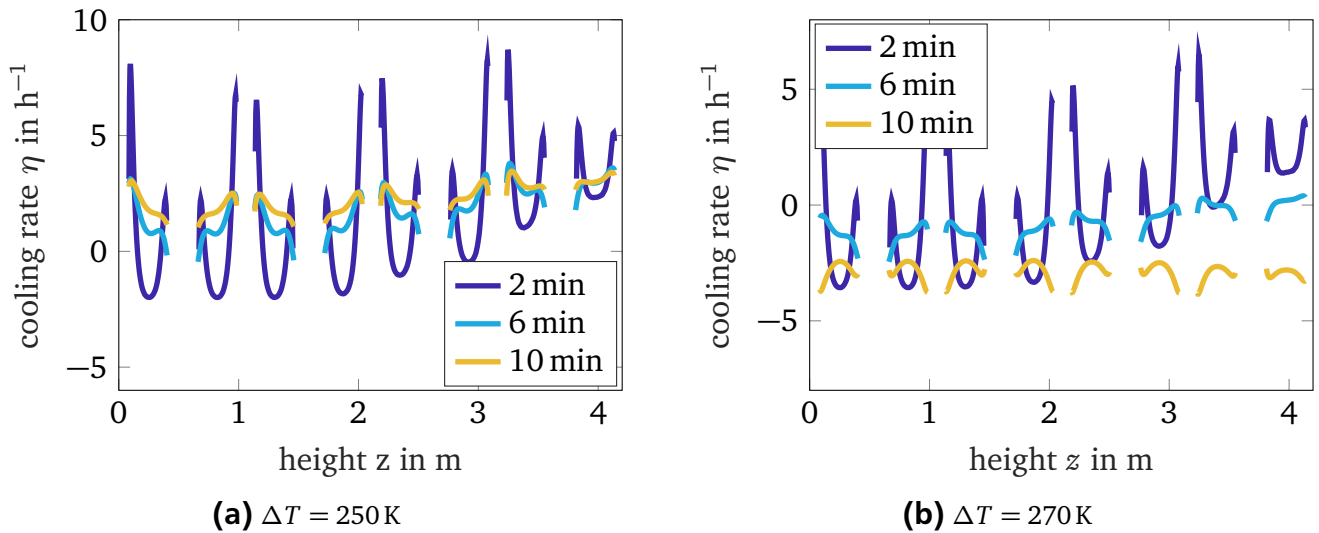 10
5
0
−5
cooling rate η in h⁻¹
2 min
6 min
10 min
0 1 2 3 4
height z in m
(a) ΔT = 250 K
5
0
−5
cooling rate η in h⁻¹
2 min
6 min
10 min
0 1 2 3 4
height z in m
(b) ΔT = 270 K